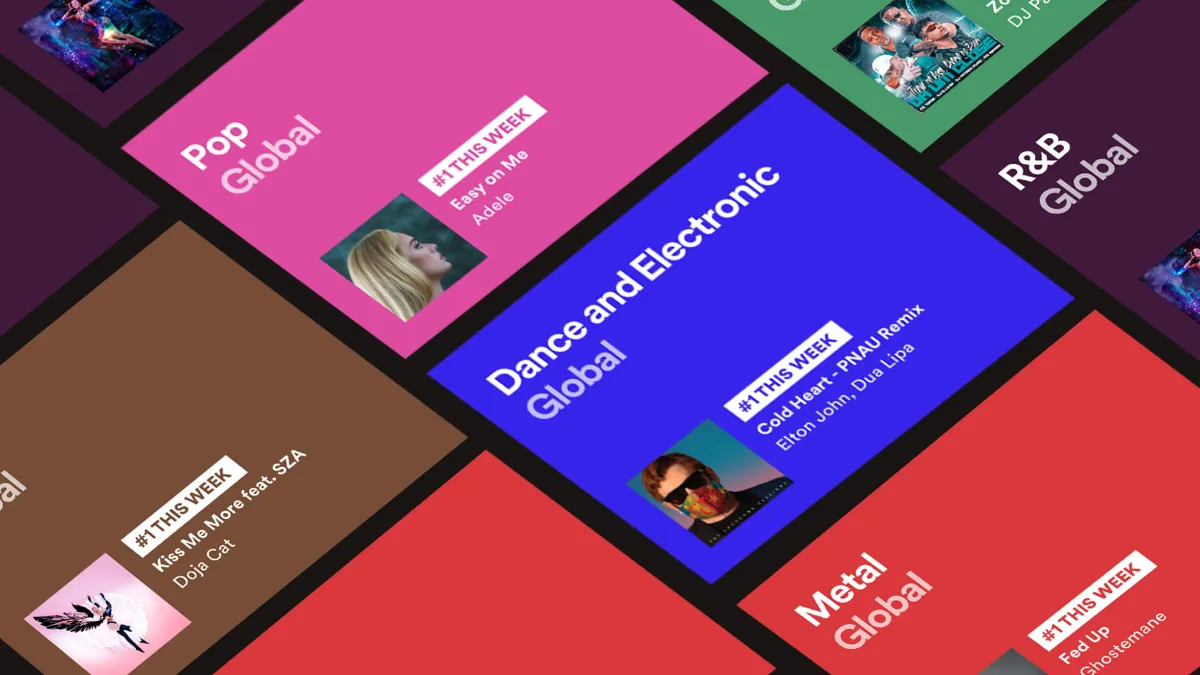 Pop
Global
#1 THIS WEEK
Easy on Me
Adele
DJ
R&B
Global
Dance and Electronic
Global
#1 THIS WEEK
Cold Heart - PNAU Remix
Elton John, Dua Lipa
#1 THIS WEEK
Kiss Me More feat. SZA
Doja Cat
Metal
Global
#1 THIS WEEK
Fed Up
Ghostemane